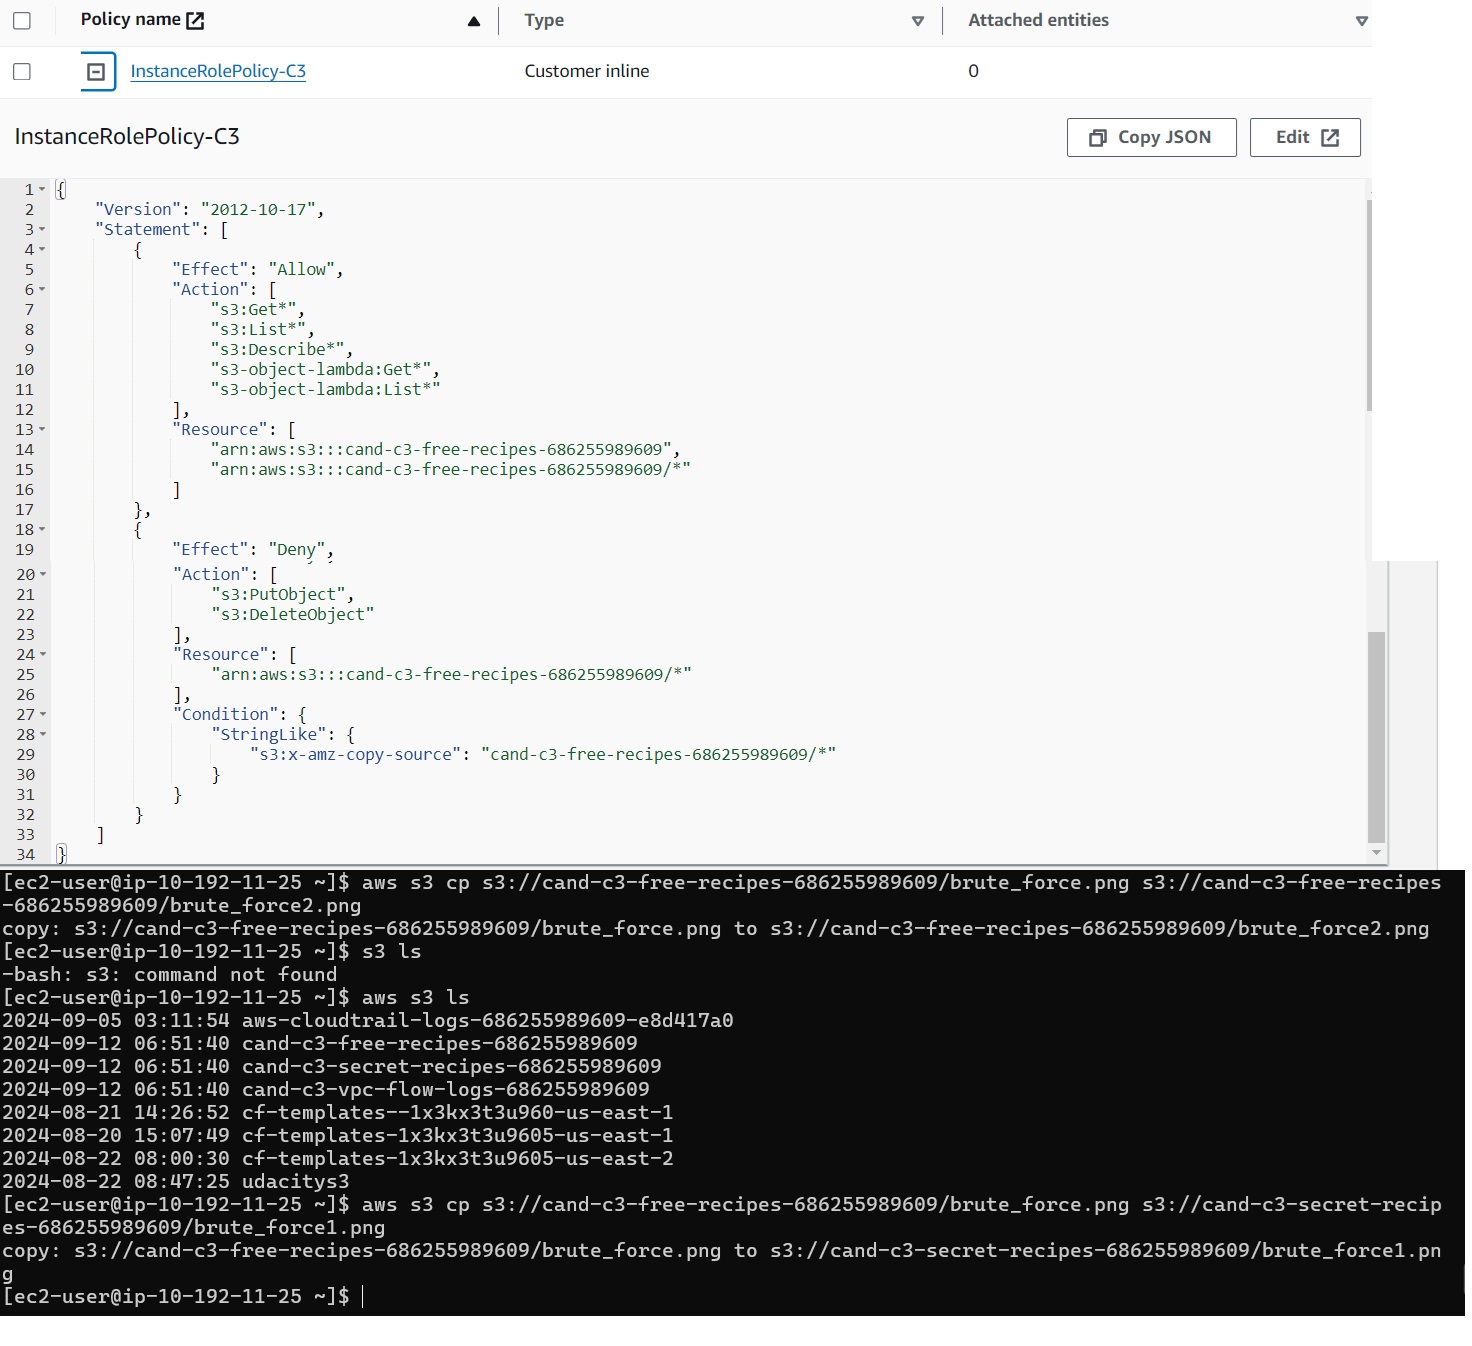 Policy name Type Attached entities
InstanceRolePolicy-C3 Customer inline 0
InstanceRolePolicy-C3 Copy JSON Edit
1 {
2 "Version": "2012-10-17",
3 "Statement": [
4 {
5 "Effect": "Allow",
6 "Action": [
7 "s3:Get*",
8 "s3:List*",
9 "s3:Describe*",
10 "s3-object-lambda:Get*",
11 "s3-object-lambda:List*"
12 ],
13 "Resource": [
14 "arn:aws:s3:::cand-c3-free-recipes-686255989609",
15 "arn:aws:s3:::cand-c3-free-recipes-686255989609/*"
16 ]
17 },
18 {
19 "Effect": "Deny",
20 "Action": [
21 "s3:PutObject",
22 "s3:DeleteObject"
23 ],
24 "Resource": [
25 "arn:aws:s3:::cand-c3-free-recipes-686255989609/*"
26 ],
27 "Condition": {
28 "StringLike": {
29 "s3:x-amz-copy-source": "cand-c3-free-recipes-686255989609/*"
30 }
31 }
32 }
33 ]
34 }
[ec2-user@ip-10-192-11-25 ~]$ aws s3 cp s3://cand-c3-free-recipes-686255989609/brute_force.png s3://cand-c3-free-recipes
-686255989609/brute_force2.png
copy: s3://cand-c3-free-recipes-686255989609/brute_force.png to s3://cand-c3-free-recipes-686255989609/brute_force2.png
[ec2-user@ip-10-192-11-25 ~]$ s3 ls
-bash: s3: command not found
[ec2-user@ip-10-192-11-25 ~]$ aws s3 ls
2024-09-05 03:11:54 aws-cloudtrail-logs-686255989609-e8d417a0
2024-09-12 06:51:40 cand-c3-free-recipes-686255989609
2024-09-12 06:51:40 cand-c3-secret-recipes-686255989609
2024-09-12 06:51:40 cand-c3-vpc-flow-logs-686255989609
2024-08-21 14:26:52 cf-templates--1x3kx3t3u960-us-east-1
2024-08-20 15:07:49 cf-templates-1x3kx3t3u9605-us-east-1
2024-08-22 08:00:30 cf-templates-1x3kx3t3u9605-us-east-2
2024-08-22 08:47:25 udacitys3
[ec2-user@ip-10-192-11-25 ~]$ aws s3 cp s3://cand-c3-free-recipes-686255989609/brute_force.png s3://cand-c3-secret-recip
es-686255989609/brute_force1.png
copy: s3://cand-c3-free-recipes-686255989609/brute_force.png to s3://cand-c3-secret-recipes-686255989609/brute_force1.pn
g
[ec2-user@ip-10-192-11-25 ~]$